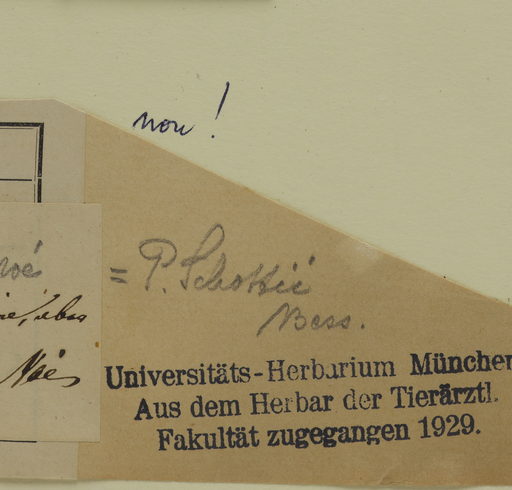 non!
= P. Schottii
Bess.
Universitäts-Herbarium München
Aus dem Herbar der Tierärztl.
Fakultät zugegangen 1929.